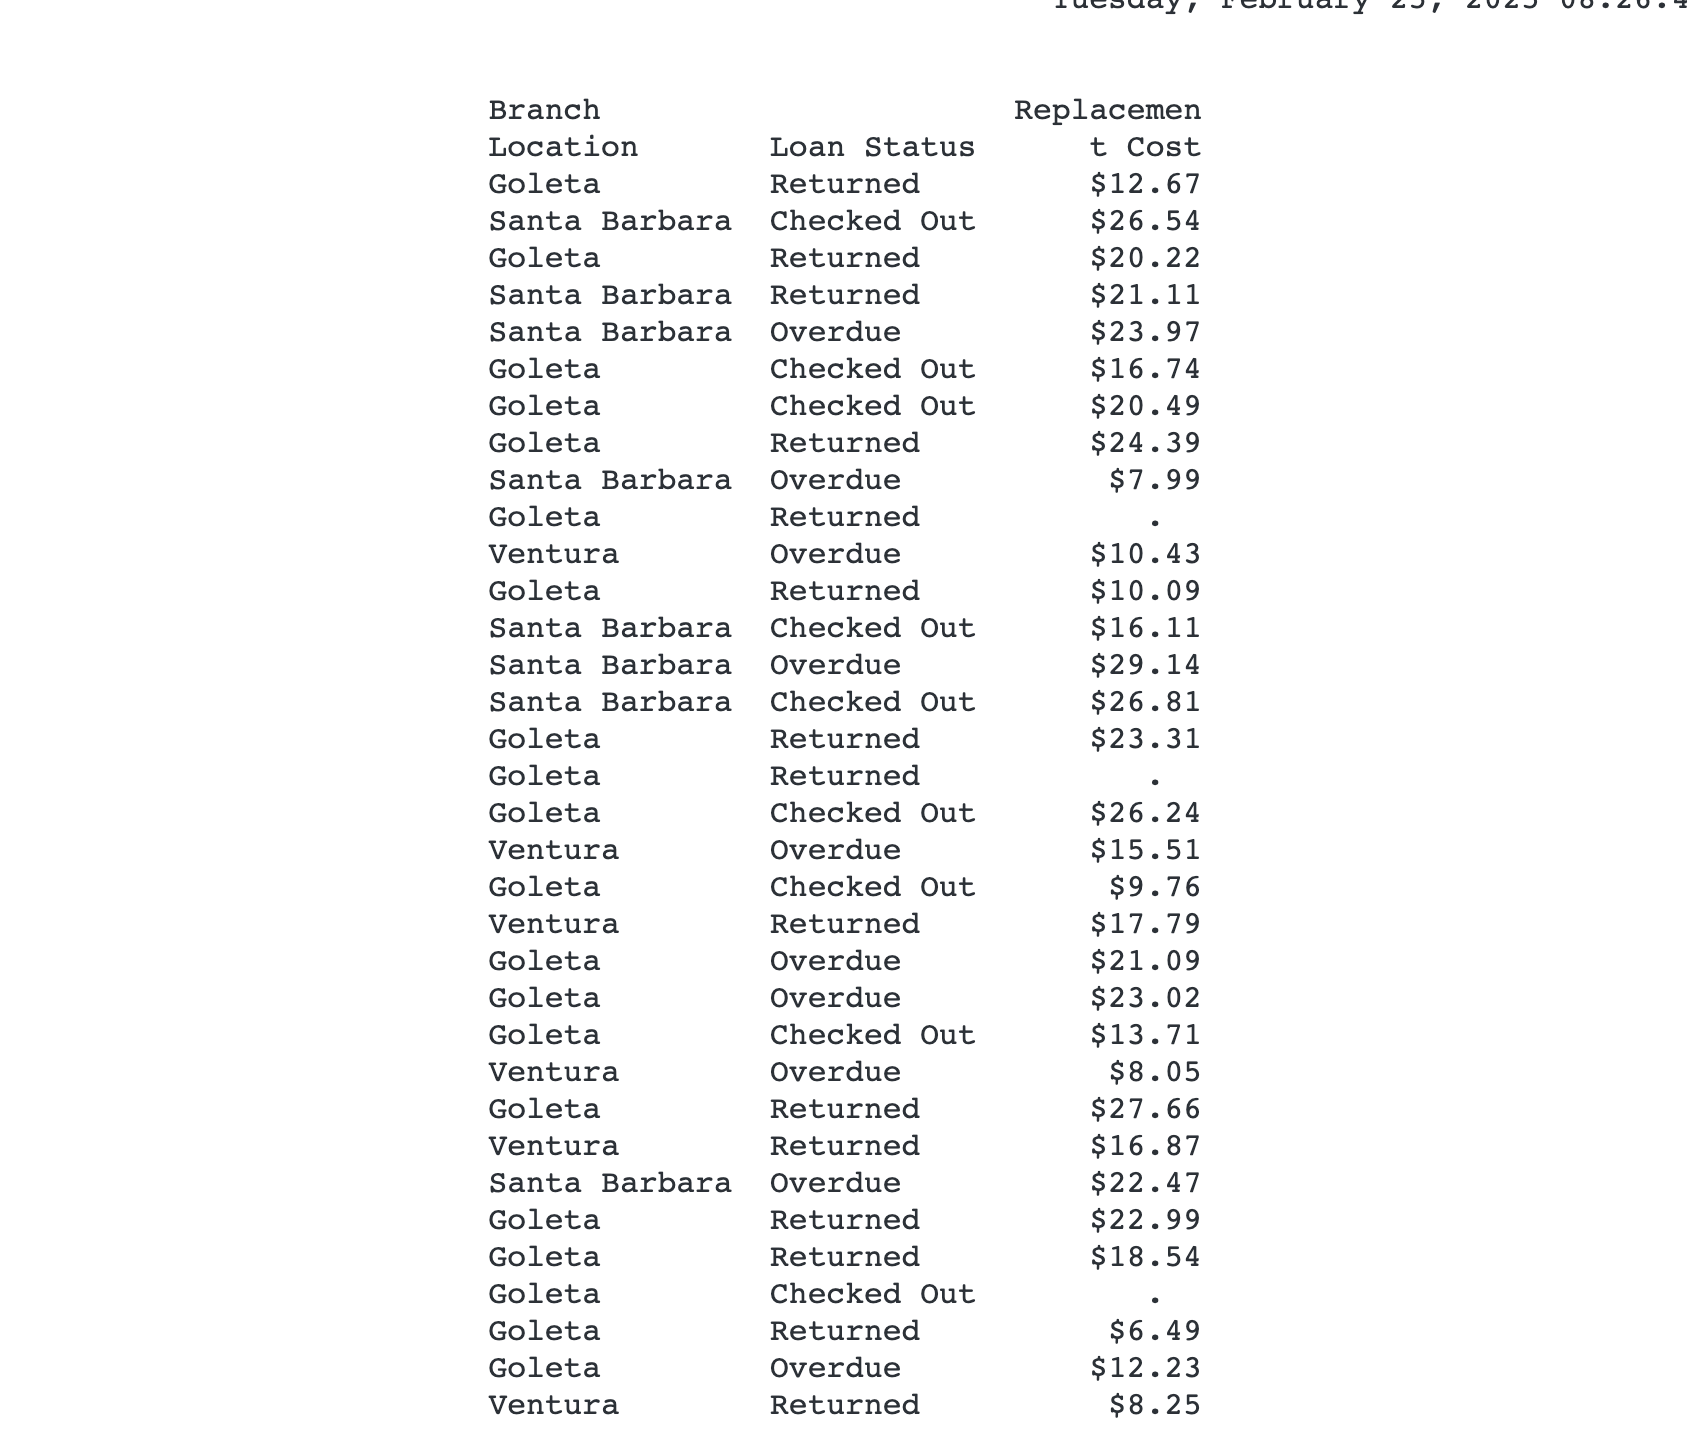 Tuesday, February 25, 2025 08:26:4
Branch Replacemen
Location Loan Status t Cost
Goleta Returned $12.67
Santa Barbara Checked Out $26.54
Goleta Returned $20.22
Santa Barbara Returned $21.11
Santa Barbara Overdue $23.97
Goleta Checked Out $16.74
Goleta Checked Out $20.49
Goleta Returned $24.39
Santa Barbara Overdue $7.99
Goleta Returned .
Ventura Overdue $10.43
Goleta Returned $10.09
Santa Barbara Checked Out $16.11
Santa Barbara Overdue $29.14
Santa Barbara Checked Out $26.81
Goleta Returned $23.31
Goleta Returned .
Goleta Checked Out $26.24
Ventura Overdue $15.51
Goleta Checked Out $9.76
Ventura Returned $17.79
Goleta Overdue $21.09
Goleta Overdue $23.02
Goleta Checked Out $13.71
Ventura Overdue $8.05
Goleta Returned $27.66
Ventura Returned $16.87
Santa Barbara Overdue $22.47
Goleta Returned $22.99
Goleta Returned $18.54
Goleta Checked Out .
Goleta Returned $6.49
Goleta Overdue $12.23
Ventura Returned $8.25